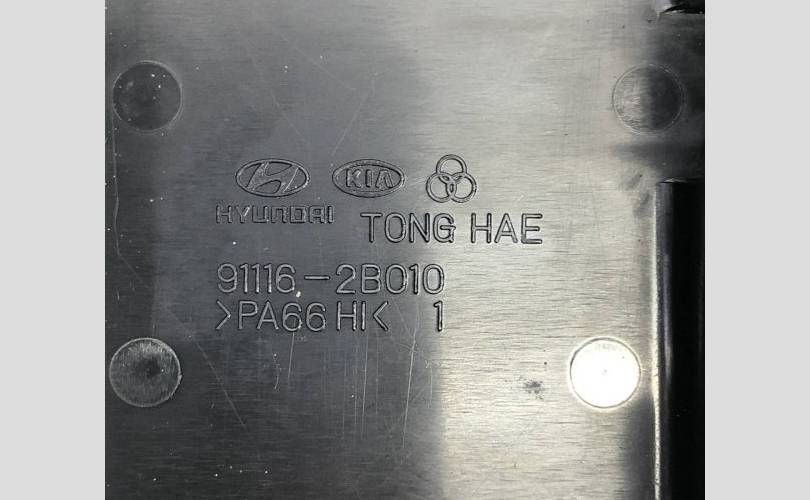 HYUNDAI KIA
TONG HAE
91116-2B010
>PA66 HI< 1